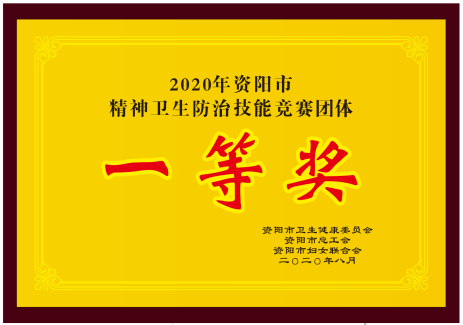 2020年资阳市
精神卫生防治技能竞赛团体
一等奖
资阳市卫生健康委员会
资阳市总工会
资阳市妇女联合会
二〇二〇年八月